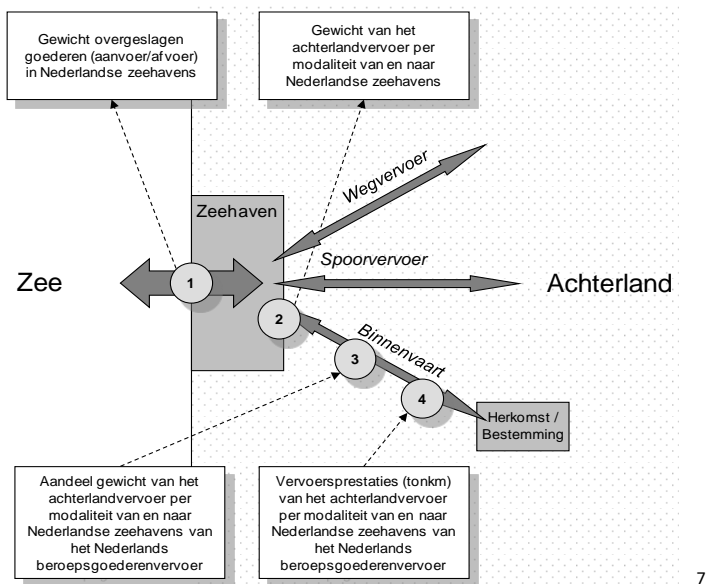 Gewicht overgeslagen
goederen (aanvoer/afvoer)
in Nederlandse zeehavens
Gewicht van het
achterlandvervoer per
modaliteit van en naar
Nederlandse zeehavens
Wegvervoer
Zeehaven
Spoorvervoer
Zee
1
Achterland
2
Binnenvaart
3
4
Herkomst /
Bestemming
Aandeel gewicht van het
achterlandvervoer per
modaliteit van en naar
Nederlandse zeehavens van
het Nederlands
beroepsgoederenvervoer
Vervoersprestaties (tonkm)
van het achterlandvervoer
per modaliteit van en naar
Nederlandse zeehavens van
het Nederlands
beroepsgoederenvervoer
7